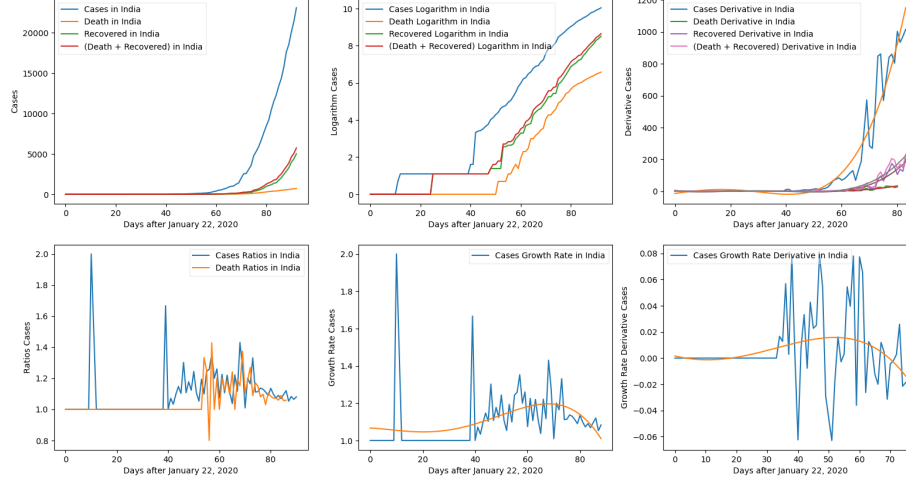 Cases in India
Death in India
Recovered in India
(Death + Recovered) in India
20000
15000
10000
5000
0
Cases
0 20 40 60 80
Days after January 22, 2020
Cases Logarithm in India
Death Logarithm in India
Recovered Logarithm in India
(Death + Recovered) Logarithm in India
10
8
6
4
2
0
Logarithm Cases
0 20 40 60 80
Days after January 22, 2020
Cases Derivative in India
Death Derivative in India
Recovered Derivative in India
(Death + Recovered) Derivative in India
1200
1000
800
600
400
200
0
Derivative Cases
0 20 40 60 80
Days after January 22, 2020
Cases Ratios in India
Death Ratios in India
2.0
1.8
1.6
1.4
1.2
1.0
0.8
Ratios Cases
0 20 40 60 80
Days after January 22, 2020
Cases Growth Rate in India
2.0
1.8
1.6
1.4
1.2
1.0
Growth Rate Cases
0 20 40 60 80
Days after January 22, 2020
Cases Growth Rate Derivative in India
0.08
0.06
0.04
0.02
0.00
−0.02
−0.04
−0.06
Growth Rate Derivative Cases
0 10 20 30 40 50 60 70
Days after January 22, 2020